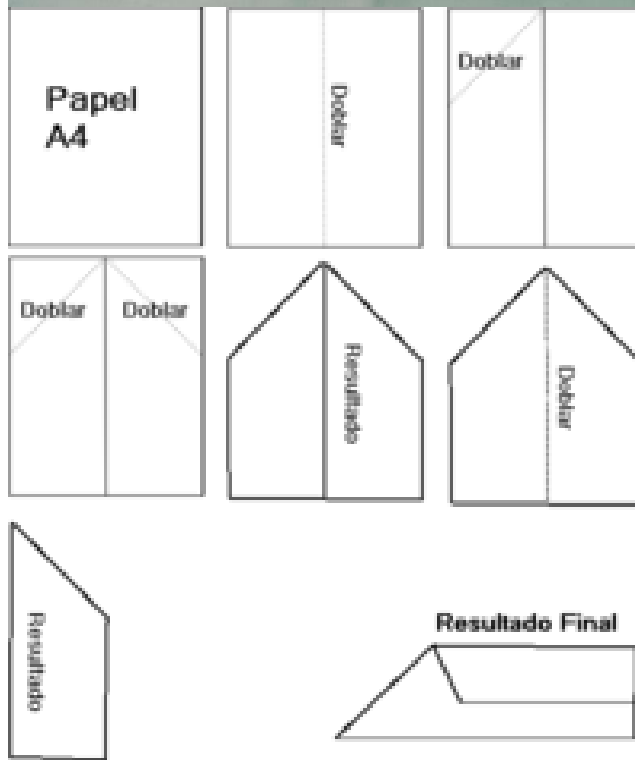 Papel
A4
Doblar
Doblar
Doblar
Doblar
Resultado
Doblar
Resultado
Resultado Final